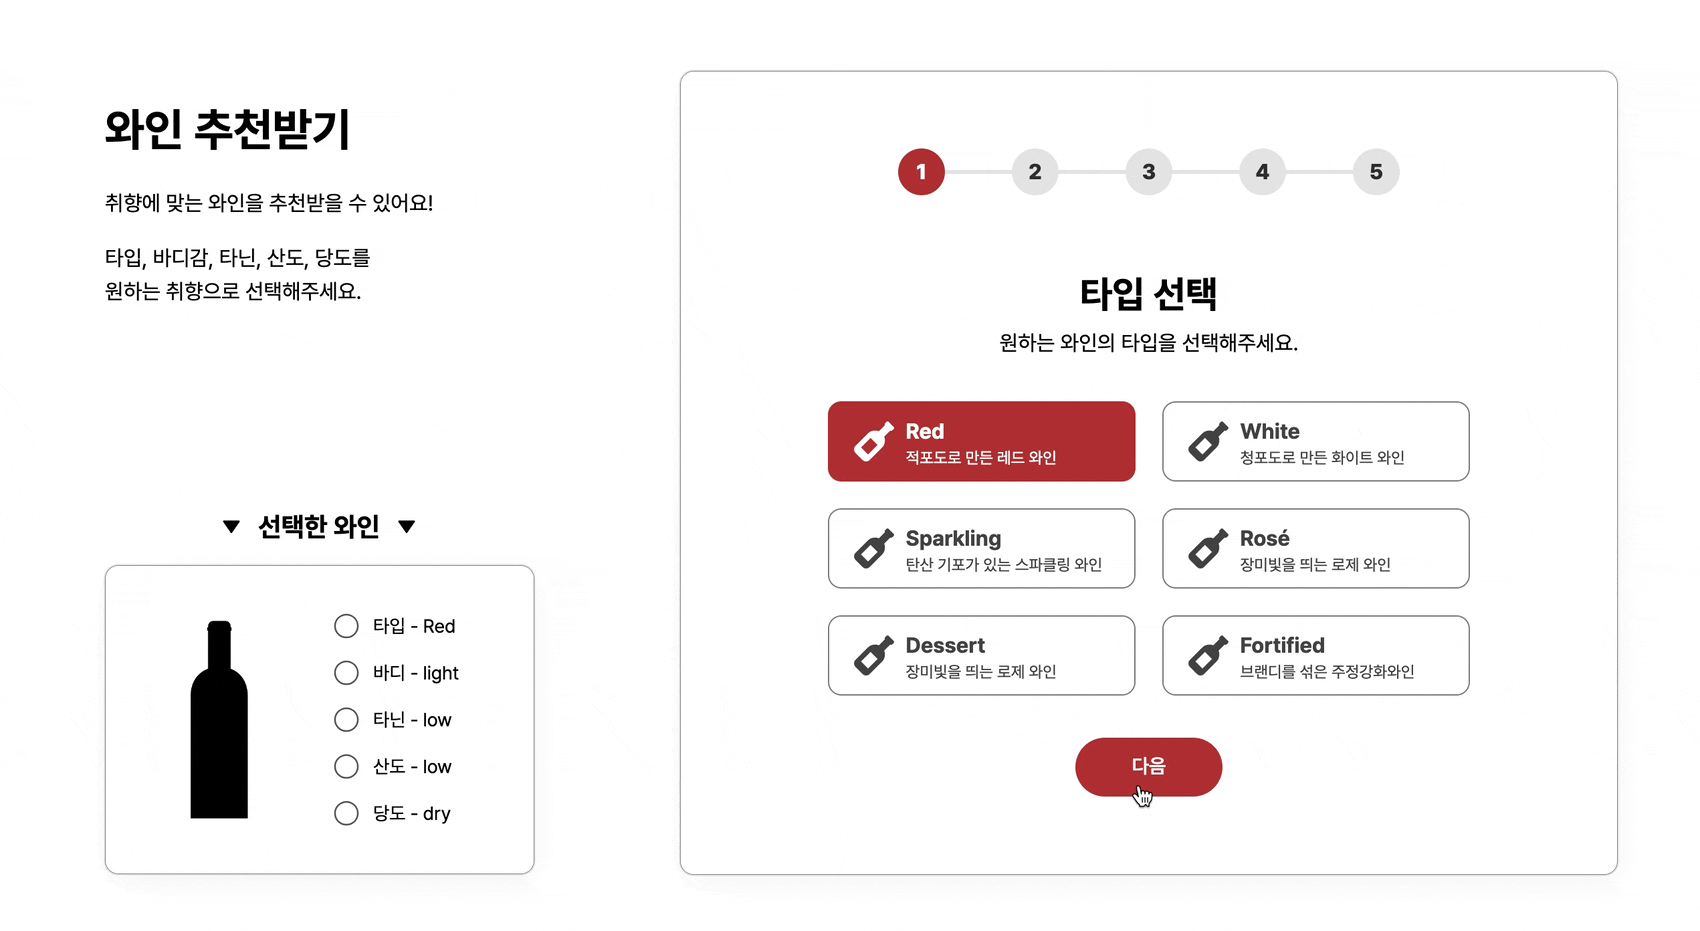 와인 추천받기
취향에 맞는 와인을 추천받을 수 있어요!
타입, 바디감, 타닌, 산도, 당도를
원하는 취향으로 선택해주세요.
▼ 선택한 와인 ▼
타입 - Red
바디 - light
타닌 - low
산도 - low
당도 - dry
1 2 3 4 5
타입 선택
원하는 와인의 타입을 선택해주세요.
Red
적포도로 만든 레드 와인
White
청포도로 만든 화이트 와인
Sparkling
탄산 기포가 있는 스파클링 와인
Rosé
장미빛을 띄는 로제 와인
Dessert
장미빛을 띄는 로제 와인
Fortified
브랜디를 섞은 주정강화와인
다음